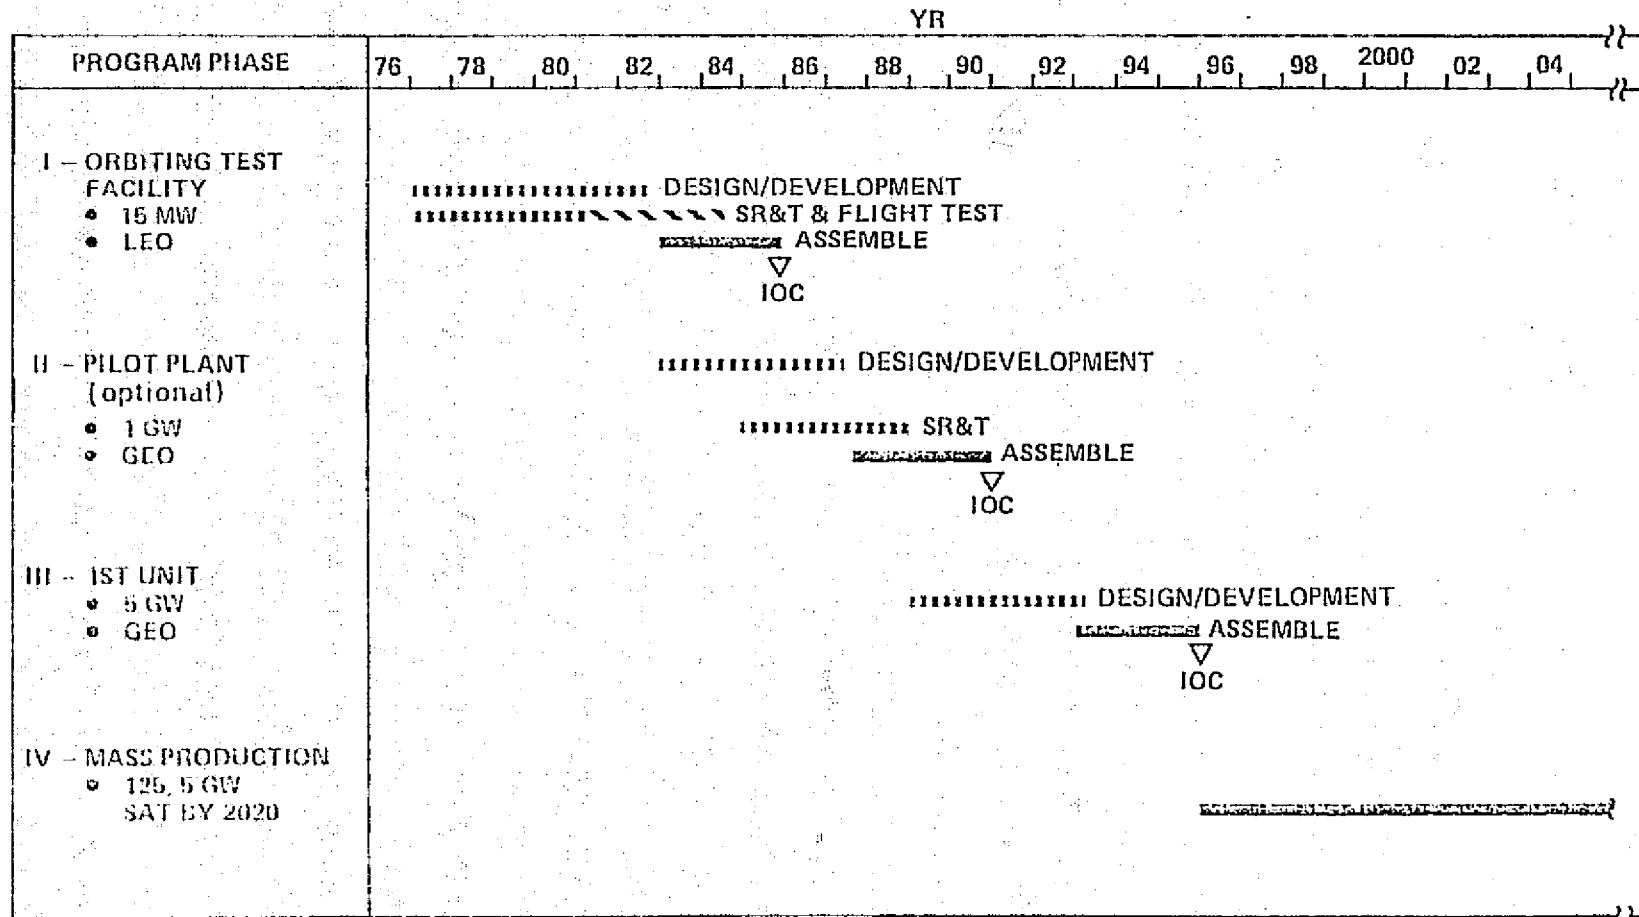 YR
PROGRAM PHASE 76 78 80 82 84 86 88 90 92 94 96 98 2000 02 04
I – ORBITING TEST
FACILITY
DESIGN/DEVELOPMENT
• 15 MW
SR&T & FLIGHT TEST
• LEO
ASSEMBLE
IOC
II – PILOT PLANT
DESIGN/DEVELOPMENT
(optional)
• 1 GW
SR&T
• GEO
ASSEMBLE
IOC
III – IST UNIT
• 5 GW
DESIGN/DEVELOPMENT
• GEO
ASSEMBLE
IOC
IV – MASS PRODUCTION
• 125, 5 GW
SAT BY 2020